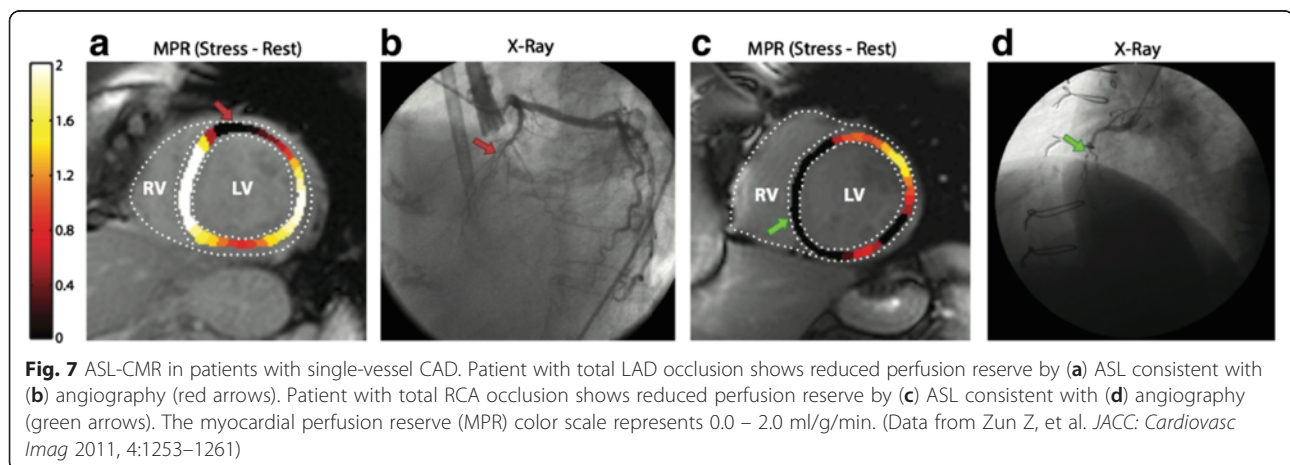 a
MPR (Stress - Rest)
b
X-Ray
c
MPR (Stress - Rest)
d
X-Ray
2
1.6
1.2
0.8
0.4
0
RV
LV
RV
LV
Fig. 7 ASL-CMR in patients with single-vessel CAD. Patient with total LAD occlusion shows reduced perfusion reserve by (a) ASL consistent with
(b) angiography (red arrows). Patient with total RCA occlusion shows reduced perfusion reserve by (c) ASL consistent with (d) angiography
(green arrows). The myocardial perfusion reserve (MPR) color scale represents 0.0 – 2.0 ml/g/min. (Data from Zun Z, et al. JACC: Cardiovasc
Imag 2011, 4:1253–1261)